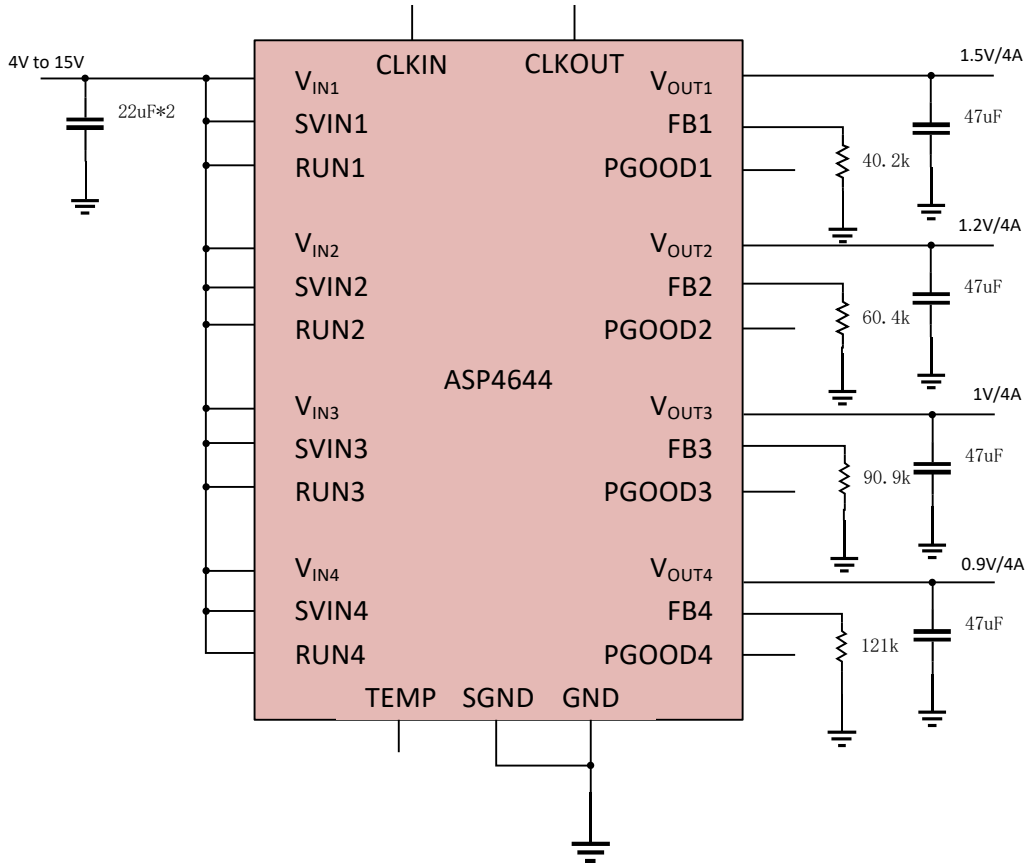 CLKIN
CLKOUT
4V to 15V
22uF*2
VIN1
SVIN1
RUN1
VIN2
SVIN2
RUN2
VIN3
SVIN3
RUN3
VIN4
SVIN4
RUN4
ASP4644
TEMP
SGND
GND
VOUT1
FB1
PGOOD1
VOUT2
FB2
PGOOD2
VOUT3
FB3
PGOOD3
VOUT4
FB4
PGOOD4
1.5V/4A
47uF
40.2k
1.2V/4A
47uF
60.4k
1V/4A
47uF
90.9k
0.9V/4A
47uF
121k